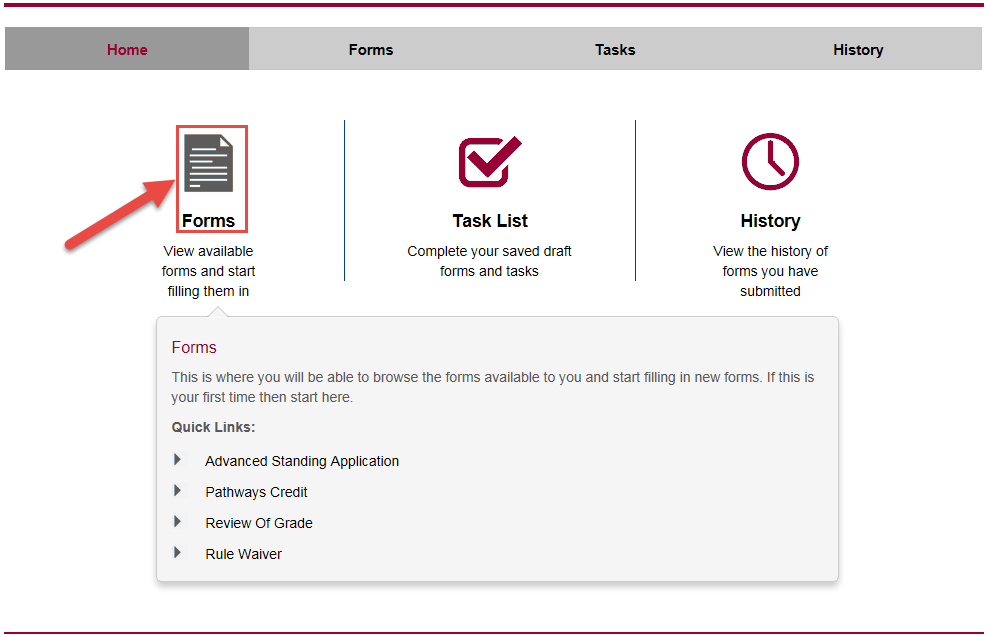 Home
Forms
Tasks
History
Forms
View available
forms and start
filling them in
Task List
Complete your saved draft
forms and tasks
History
View the history of
forms you have
submitted
Forms
This is where you will be able to browse the forms available to you and start filling in new forms. If this is
your first time then start here.
Quick Links:
Advanced Standing Application
Pathways Credit
Review Of Grade
Rule Waiver